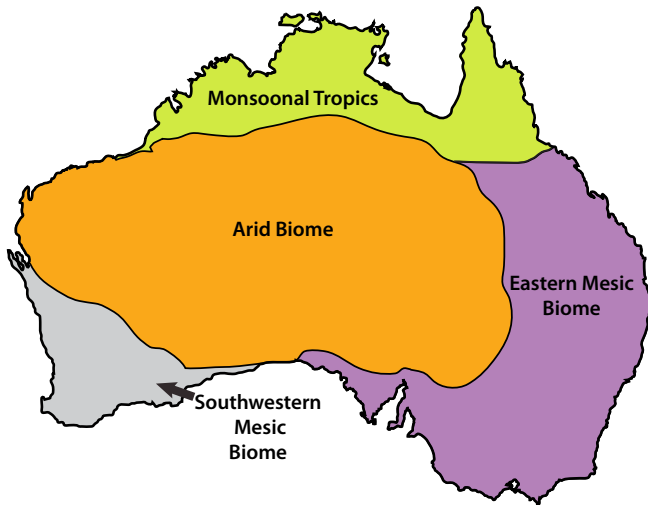 Monsoonal Tropics
Arid Biome
Eastern Mesic
Biome
Southwestern
Mesic
Biome